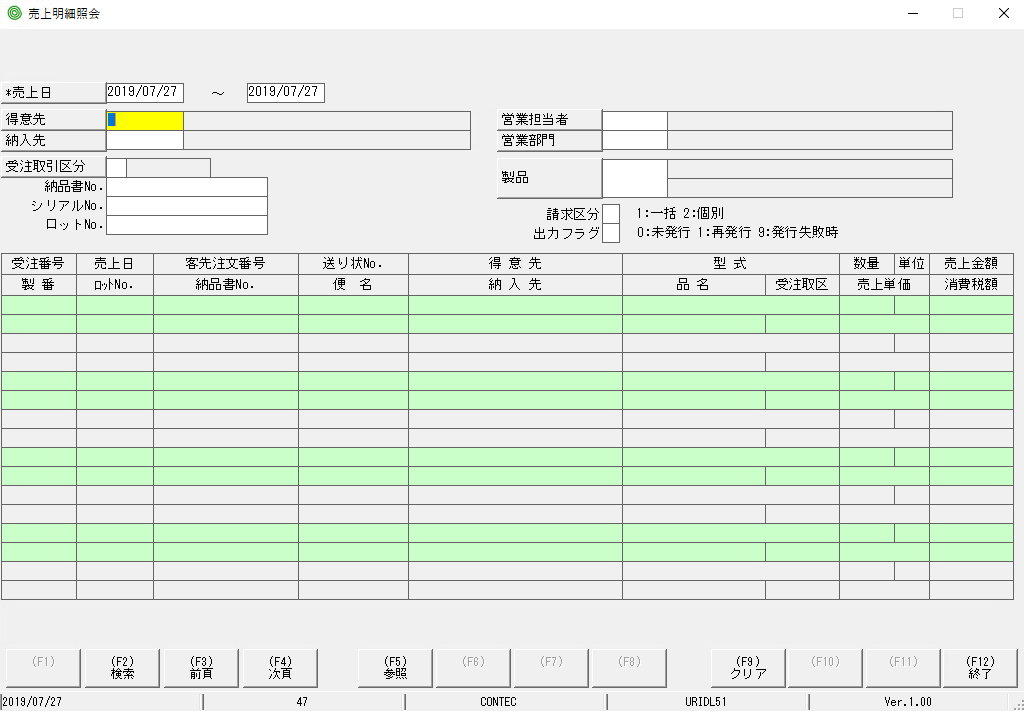 売上明細照会
*売上日 2019/07/27 ～ 2019/07/27
得意先
納入先
営業担当者
営業部門
受注取引区分
納品書No.
シリアルNo.
ロットNo.
製品
請求区分 1:一括 2:個別
出力フラグ 0:未発行 1:再発行 9:発行失敗時
受注番号 売上日 客先注文番号 送り状No. 得 意 先 型 式 数量 単位 売上金額
製 番 ﾛｯﾄNo. 納品書No. 便 名 納 入 先 品 名 受注取区 売上単価 消費税額
(F1)
(F2) 検索
(F3) 前頁
(F4) 次頁
(F5) 参照
(F6)
(F7)
(F8)
(F9) クリア
(F10)
(F11)
(F12) 終了
2019/07/27 47 CONTEC URIDL51 Ver.1.00